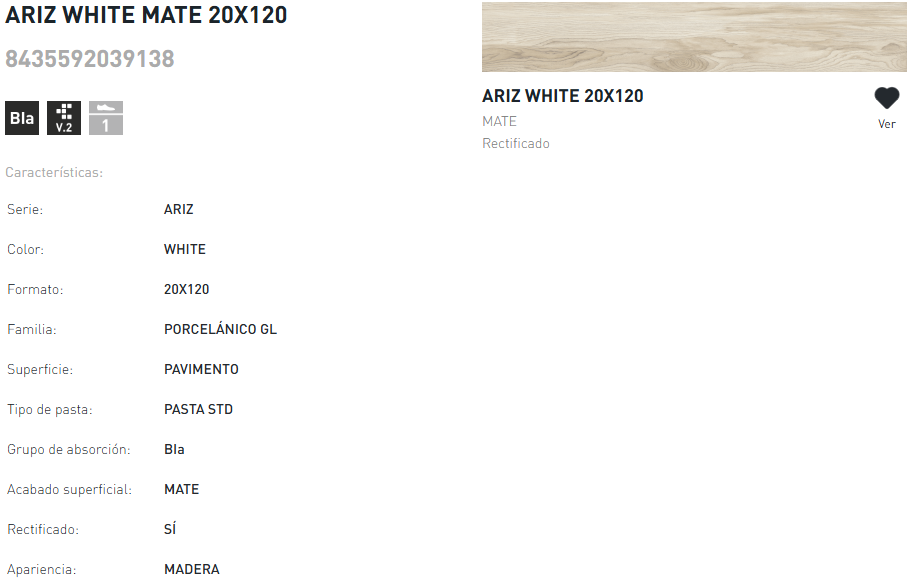 ARIZ WHITE MATE 20X120
8435592039138
BIa
V.2
1
Características:
Serie: ARIZ
Color: WHITE
Formato: 20X120
Familia: PORCELÁNICO GL
Superficie: PAVIMENTO
Tipo de pasta: PASTA STD
Grupo de absorción: BIa
Acabado superficial: MATE
Rectificado: SÍ
Apariencia: MADERA
ARIZ WHITE 20X120
MATE
Rectificado
Ver